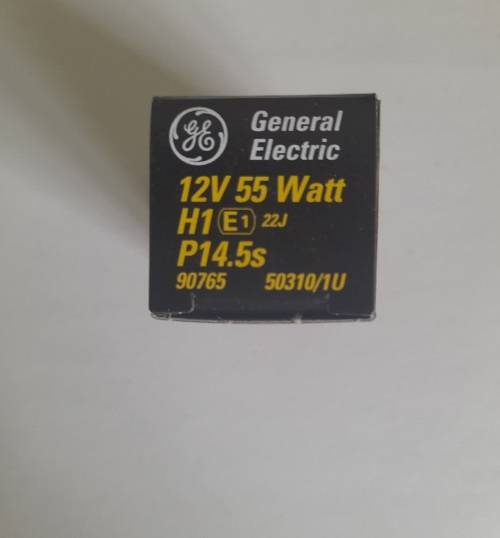 GE
General
Electric
12V 55 Watt
H1 E1 22J
P14.5s
90765 50310/1U